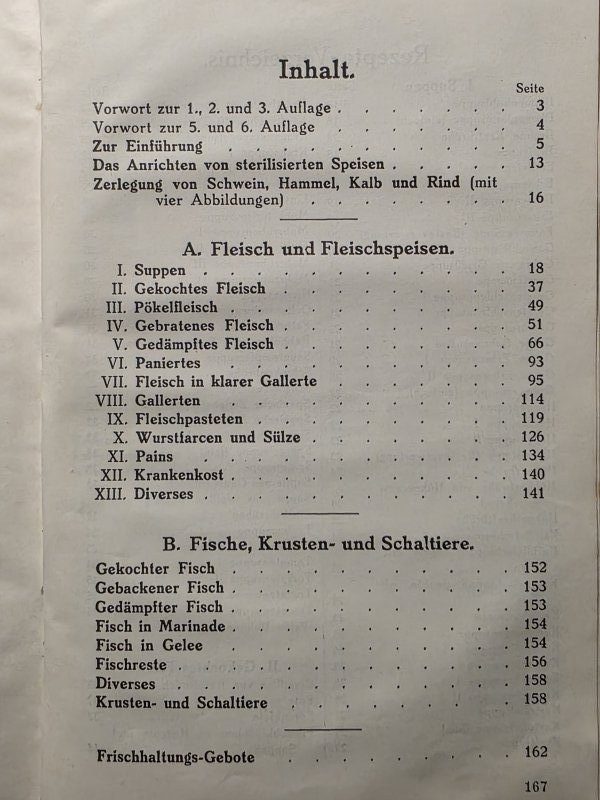 Inhalt.
Seite
Vorwort zur 1., 2. und 3. Auflage . . . . . . . 3
Vorwort zur 5. und 6. Auflage . . . . . . . 4
Zur Einführung . . . . . . . . . . . 5
Das Anrichten von sterilisierten Speisen . . . . . 13
Zerlegung von Schwein, Hammel, Kalb und Rind (mit
vier Abbildungen) . . . . . . . . 16
A. Fleisch und Fleischspeisen.
I. Suppen . . . . . . . . . . . . 18
II. Gekochtes Fleisch . . . . . . . . . 37
III. Pökelfleisch . . . . . . . . . . . 49
IV. Gebratenes Fleisch . . . . . . . . . 51
V. Gedämpftes Fleisch . . . . . . . . . 66
VI. Paniertes . . . . . . . . . . . 93
VII. Fleisch in klarer Gallerte . . . . . . . 95
VIII. Gallerten . . . . . . . . . . . 114
IX. Fleischpasteten . . . . . . . . . . 119
X. Wurstfarcen und Sülze . . . . . . . . 126
XI. Pains . . . . . . . . . . . . 134
XII. Krankenkost . . . . . . . . . . . 140
XIII. Diverses . . . . . . . . . . . . 141
B. Fische, Krusten- und Schaltiere.
Gekochter Fisch . . . . . . . . . . . 152
Gebackener Fisch . . . . . . . . . . . 153
Gedämpfter Fisch . . . . . . . . . . . 153
Fisch in Marinade . . . . . . . . . . . 154
Fisch in Gelee . . . . . . . . . . . 154
Fischreste . . . . . . . . . . . . . 156
Diverses . . . . . . . . . . . . . 158
Krusten- und Schaltiere . . . . . . . . . 158
Frischhaltungs-Gebote . . . . . . . . . 162
167